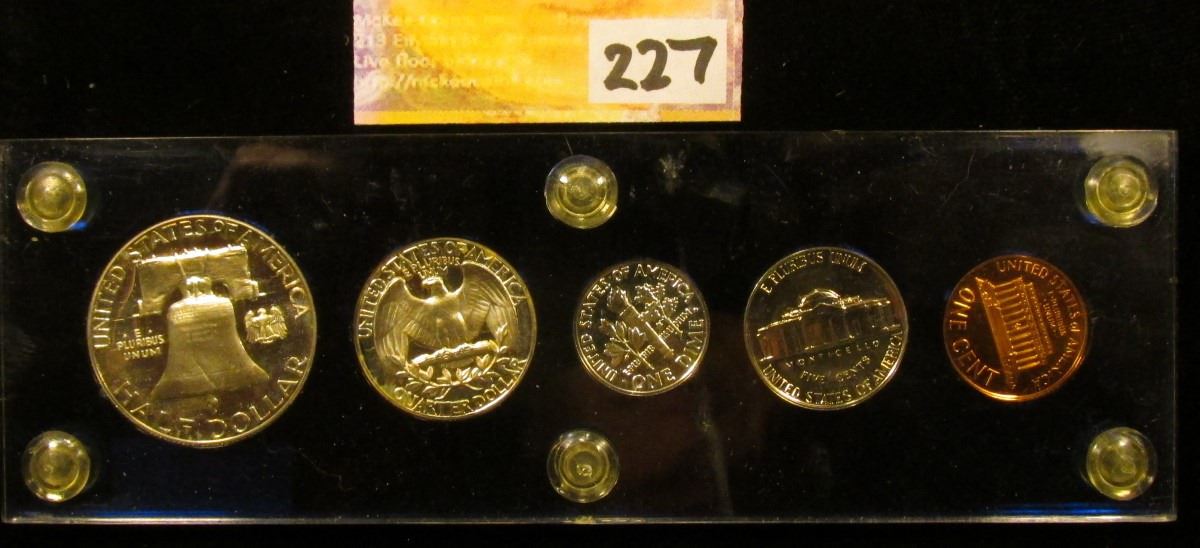 227
UNITED STATES OF AMERICA
E
PLURIBUS
UNUM
HALF DOLLAR
UNITED STATES OF AMERICA
E PLURIBUS
UNUM
QUARTER DOLLAR
UNITED STATES OF AMERICA
ONE DIME
E PLURIBUS UNUM
MONTICELLO
FIVE CENTS
UNITED STATES OF AMERICA
UNITED STATES OF AMERICA
E
PLURIBUS
UNUM
ONE CENT